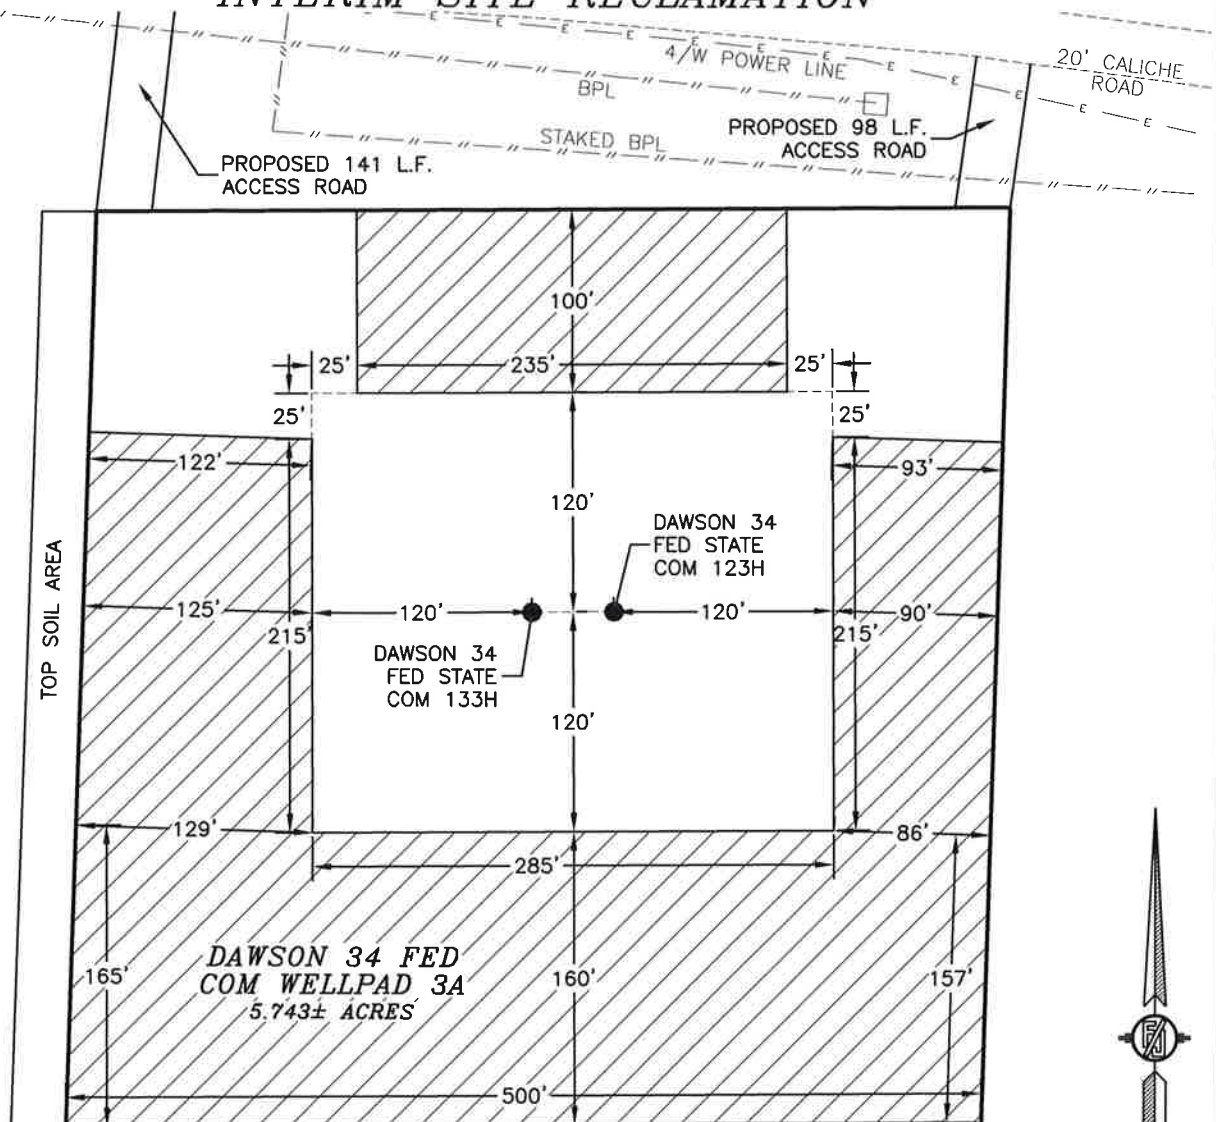 INTERIM SITE RECLAMATION
E E E E E E E E E E E
4/W POWER LINE
20' CALICHE
ROAD
BPL
PROPOSED 98 L.F.
ACCESS ROAD
STAKED BPL
PROPOSED 141 L.F.
ACCESS ROAD
100'
25' 235' 25'
25' 25'
122' 93'
120'
DAWSON 34
FED STATE
COM 123H
TOP SOIL AREA
125' 120' 120' 90'
215' 215'
DAWSON 34
FED STATE
COM 133H
120'
129' 86'
285'
DAWSON 34 FED
COM WELLPAD 3A
5.743± ACRES
165' 160' 157'
500'